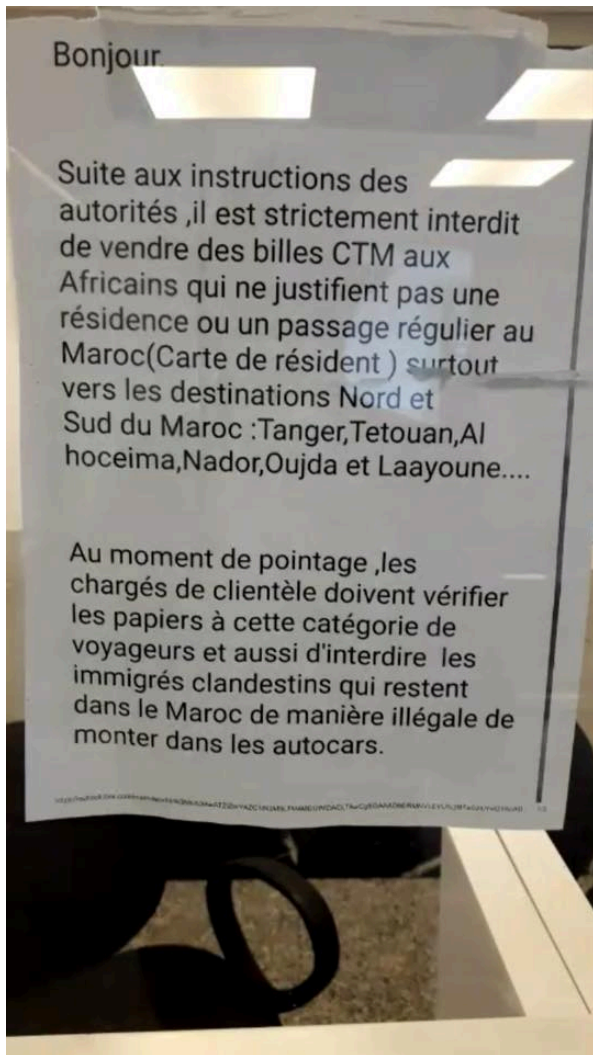 Bonjour
Suite aux instructions des
autorités ,il est strictement interdit
de vendre des billes CTM aux
Africains qui ne justifient pas une
résidence ou un passage régulier au
Maroc(Carte de résident ) surtout
vers les destinations Nord et
Sud du Maroc :Tanger,Tetouan,Al
hoceima,Nador,Oujda et Laayoune....
Au moment de pointage ,les
chargés de clientèle doivent vérifier
les papiers à cette catégorie de
voyageurs et aussi d'interdire les
immigrés clandestins qui restent
dans le Maroc de manière illégale de
monter dans les autocars.